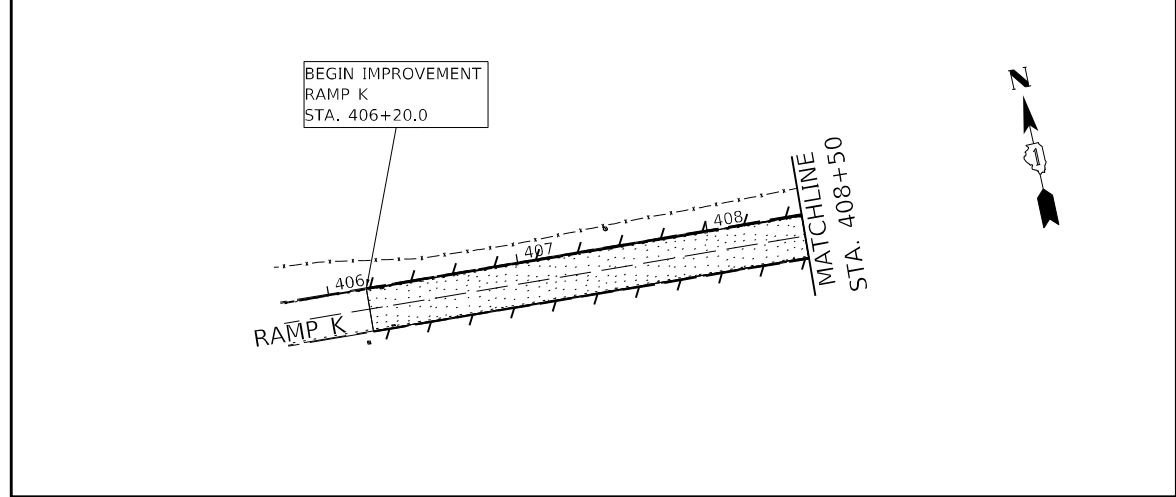 BEGIN IMPROVEMENT
RAMP K
STA. 406+20.0
N
1
408
407
406
RAMP K
MATCHLINE
STA. 408+50